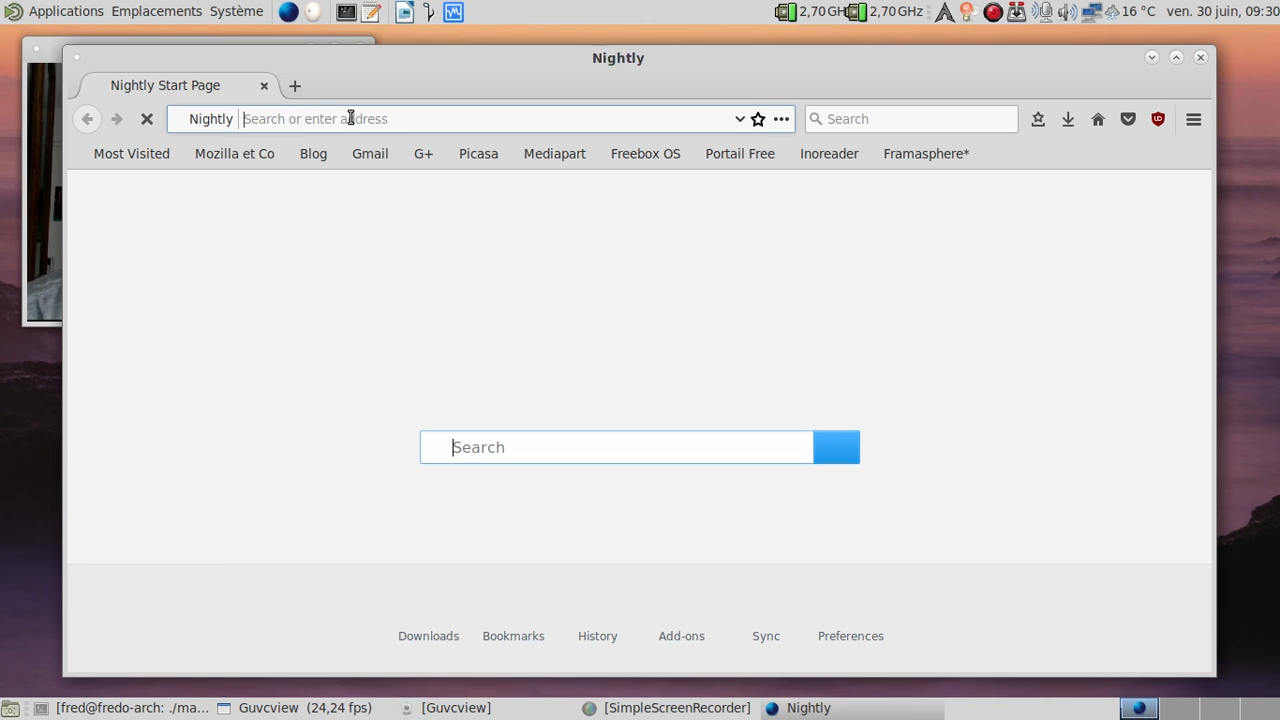 Applications Emplacements Système 2,70 GH 2,70 GHz 16 °C ven. 30 juin, 09:30
Nightly
Nightly Start Page
Nightly Search or enter address Search
Most Visited Mozilla et Co Blog Gmail G+ Picasa Mediapart Freebox OS Portail Free Inoreader Framasphere*
Search
Downloads Bookmarks History Add-ons Sync Preferences
[fred@fredo-arch: ./ma... Guvcview (24,24 fps) [Guvcview] [SimpleScreenRecorder] Nightly